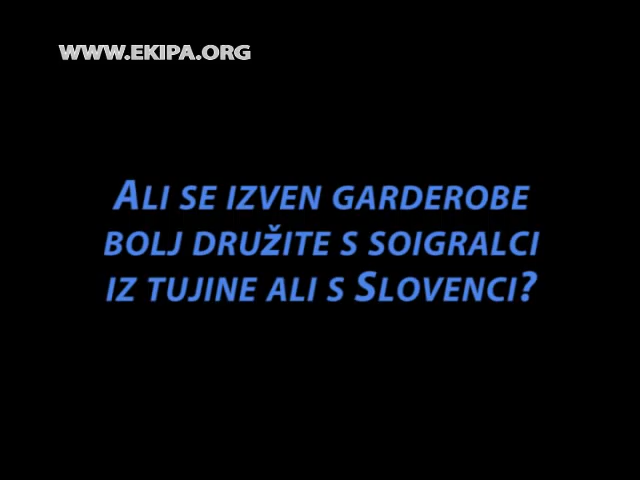 WWW.EKIPA.ORG
ALI SE IZVEN GARDEROBE
BOLJ DRUŽITE S SOIGRALCI
IZ TUJINE ALI S SLOVENCI?